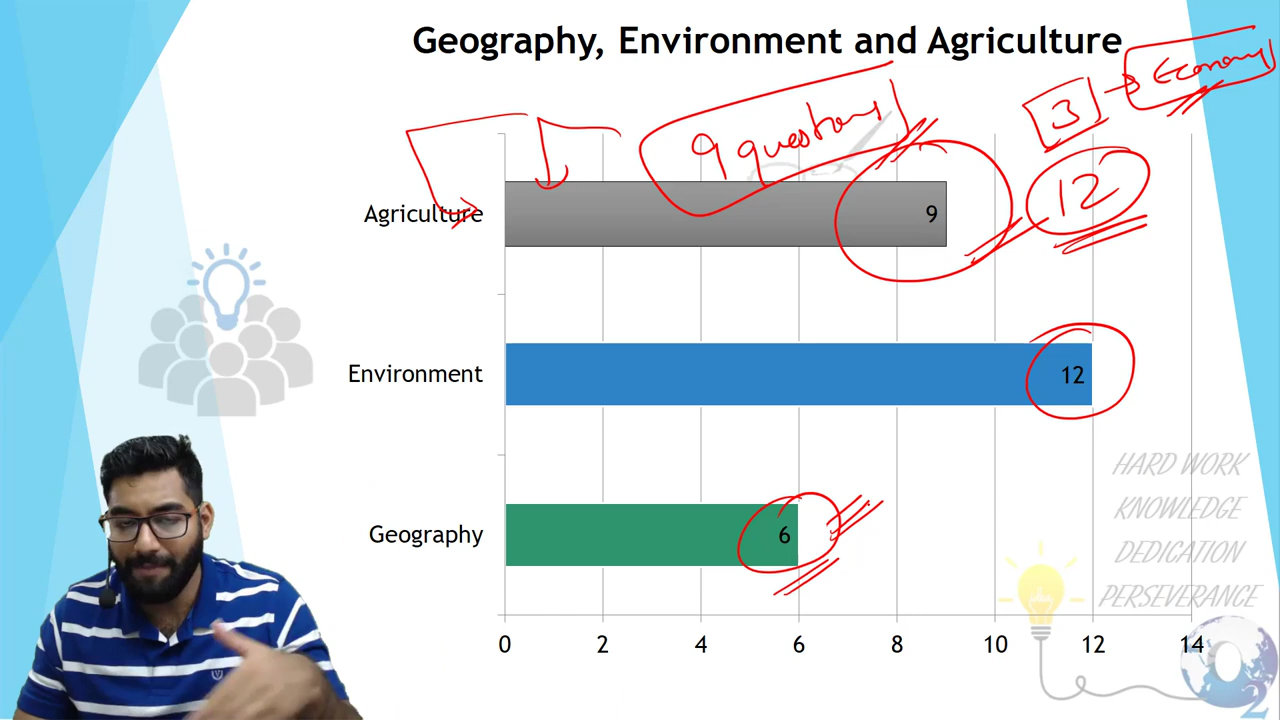 Geography, Environment and Agriculture
3 → Economy
9 questions
12
Agriculture
9
Environment
12
HARD WORK
KNOWLEDGE
DEDICATION
PERSEVERANCE
Geography
6
0 2 4 6 8 10 12 14
O2